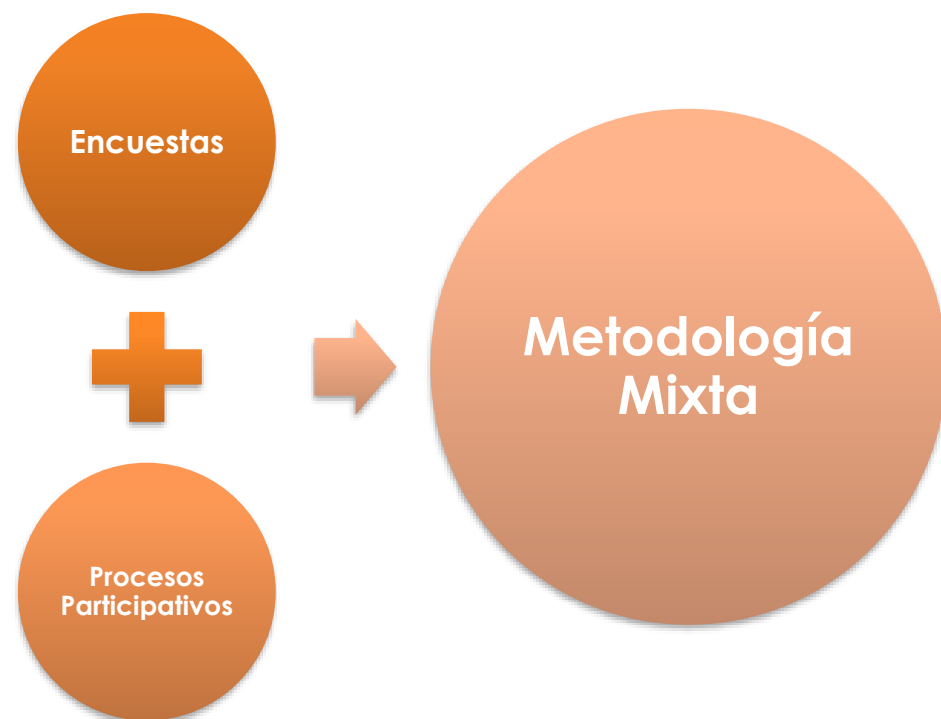 Encuestas
Procesos
Participativos
Metodología
Mixta